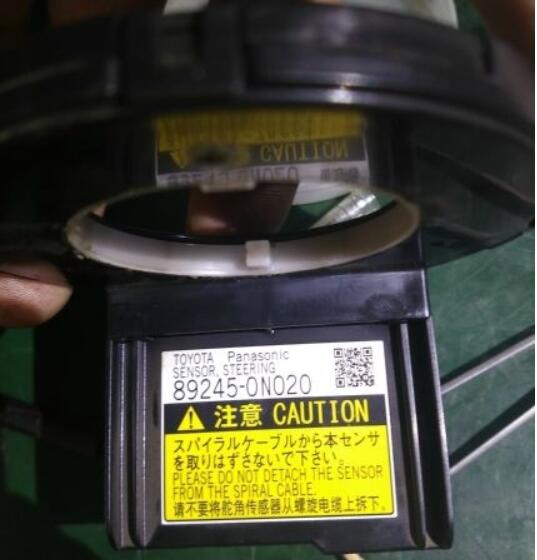 TOYOTA Panasonic
SENSOR, STEERING
89245-0N020
注意 CAUTION
スパイラルケーブルから本センサ
を取りはずさないで下さい。
PLEASE DO NOT DETACH THE SENSOR
FROM THE SPIRAL CABLE.
请不要将舵角传感器从螺旋电缆上拆下。